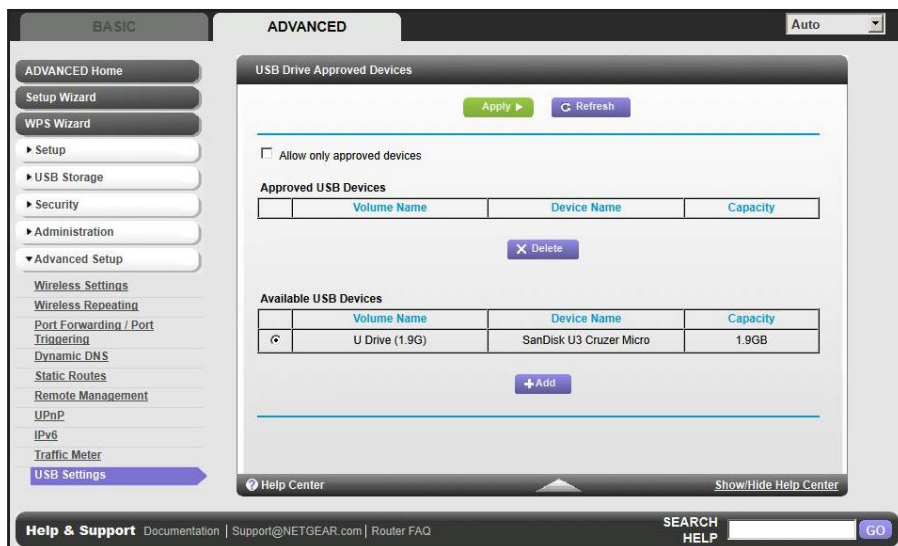 BASIC
ADVANCED
Auto
ADVANCED Home
Setup Wizard
WPS Wizard
Setup
USB Storage
Security
Administration
Advanced Setup
Wireless Settings
Wireless Repeating
Port Forwarding / Port
Triggering
Dynamic DNS
Static Routes
Remote Management
UPnP
IPv6
Traffic Meter
USB Settings
USB Drive Approved Devices
Apply
Refresh
Allow only approved devices
Approved USB Devices
Volume Name Device Name Capacity
Delete
Available USB Devices
Volume Name Device Name Capacity
U Drive (1.9G) SanDisk U3 Cruzer Micro 1.9GB
Add
Help Center
Show/Hide Help Center
Help & Support Documentation | Support@NETGEAR.com | Router FAQ
SEARCH
HELP
GO